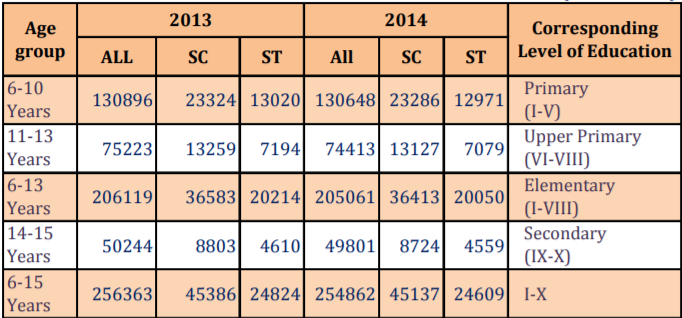 Age group 2013 2014 Corresponding Level of Education
ALL SC ST All SC ST
6-10 Years 130896 23324 13020 130648 23286 12971 Primary (I-V)
11-13 Years 75223 13259 7194 74413 13127 7079 Upper Primary (VI-VIII)
6-13 Years 206119 36583 20214 205061 36413 20050 Elementary (I-VIII)
14-15 Years 50244 8803 4610 49801 8724 4559 Secondary (IX-X)
6-15 Years 256363 45386 24824 254862 45137 24609 I-X